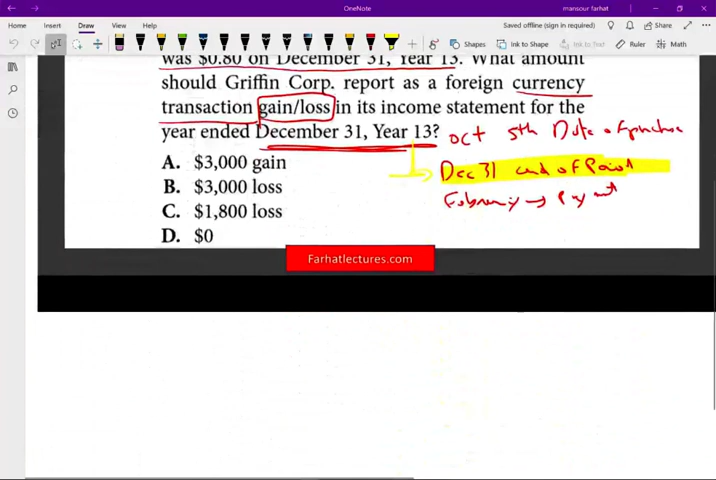 OneNote
mansour farhat
Home Insert Draw View Help
Saved offline (sign in required)
Share
Shapes
Ink to Shape
Ink to Text
Ruler
Math
was $0.80 on December 31, Year 13. What amount
should Griffin Corp. report as a foreign currency
transaction gain/loss in its income statement for the
year ended December 31, Year 13?
oct 5th Date of purchase
A. $3,000 gain
Dec 31 end of
B. $3,000 loss
February → Payment
C. $1,800 loss
D. $0
Farhatlectures.com